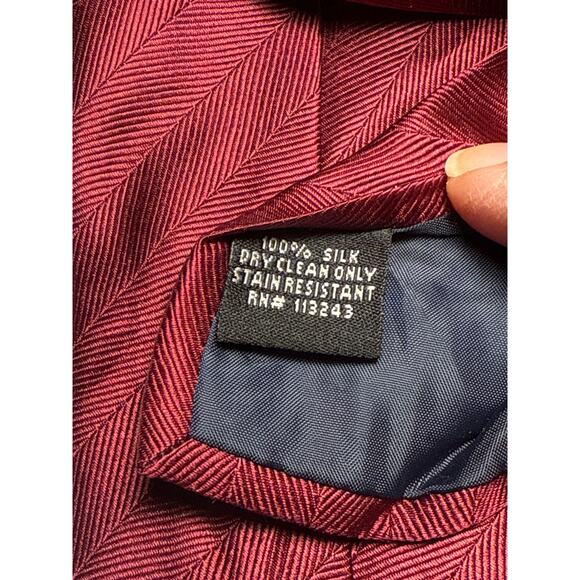 100% SILK
DRY CLEAN ONLY
STAIN RESISTANT
RN# 113243